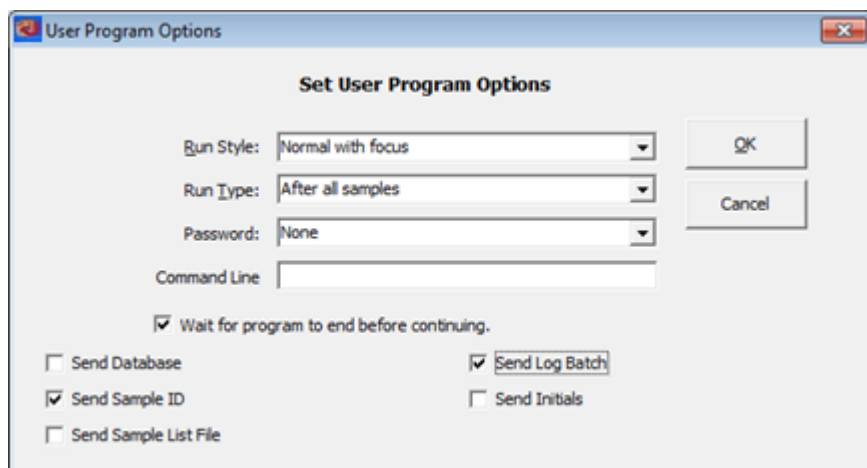 User Program Options
Set User Program Options
Run Style: Normal with focus OK
Run Type: After all samples Cancel
Password: None
Command Line
Wait for program to end before continuing.
Send Database Send Log Batch
Send Sample ID Send Initials
Send Sample List File